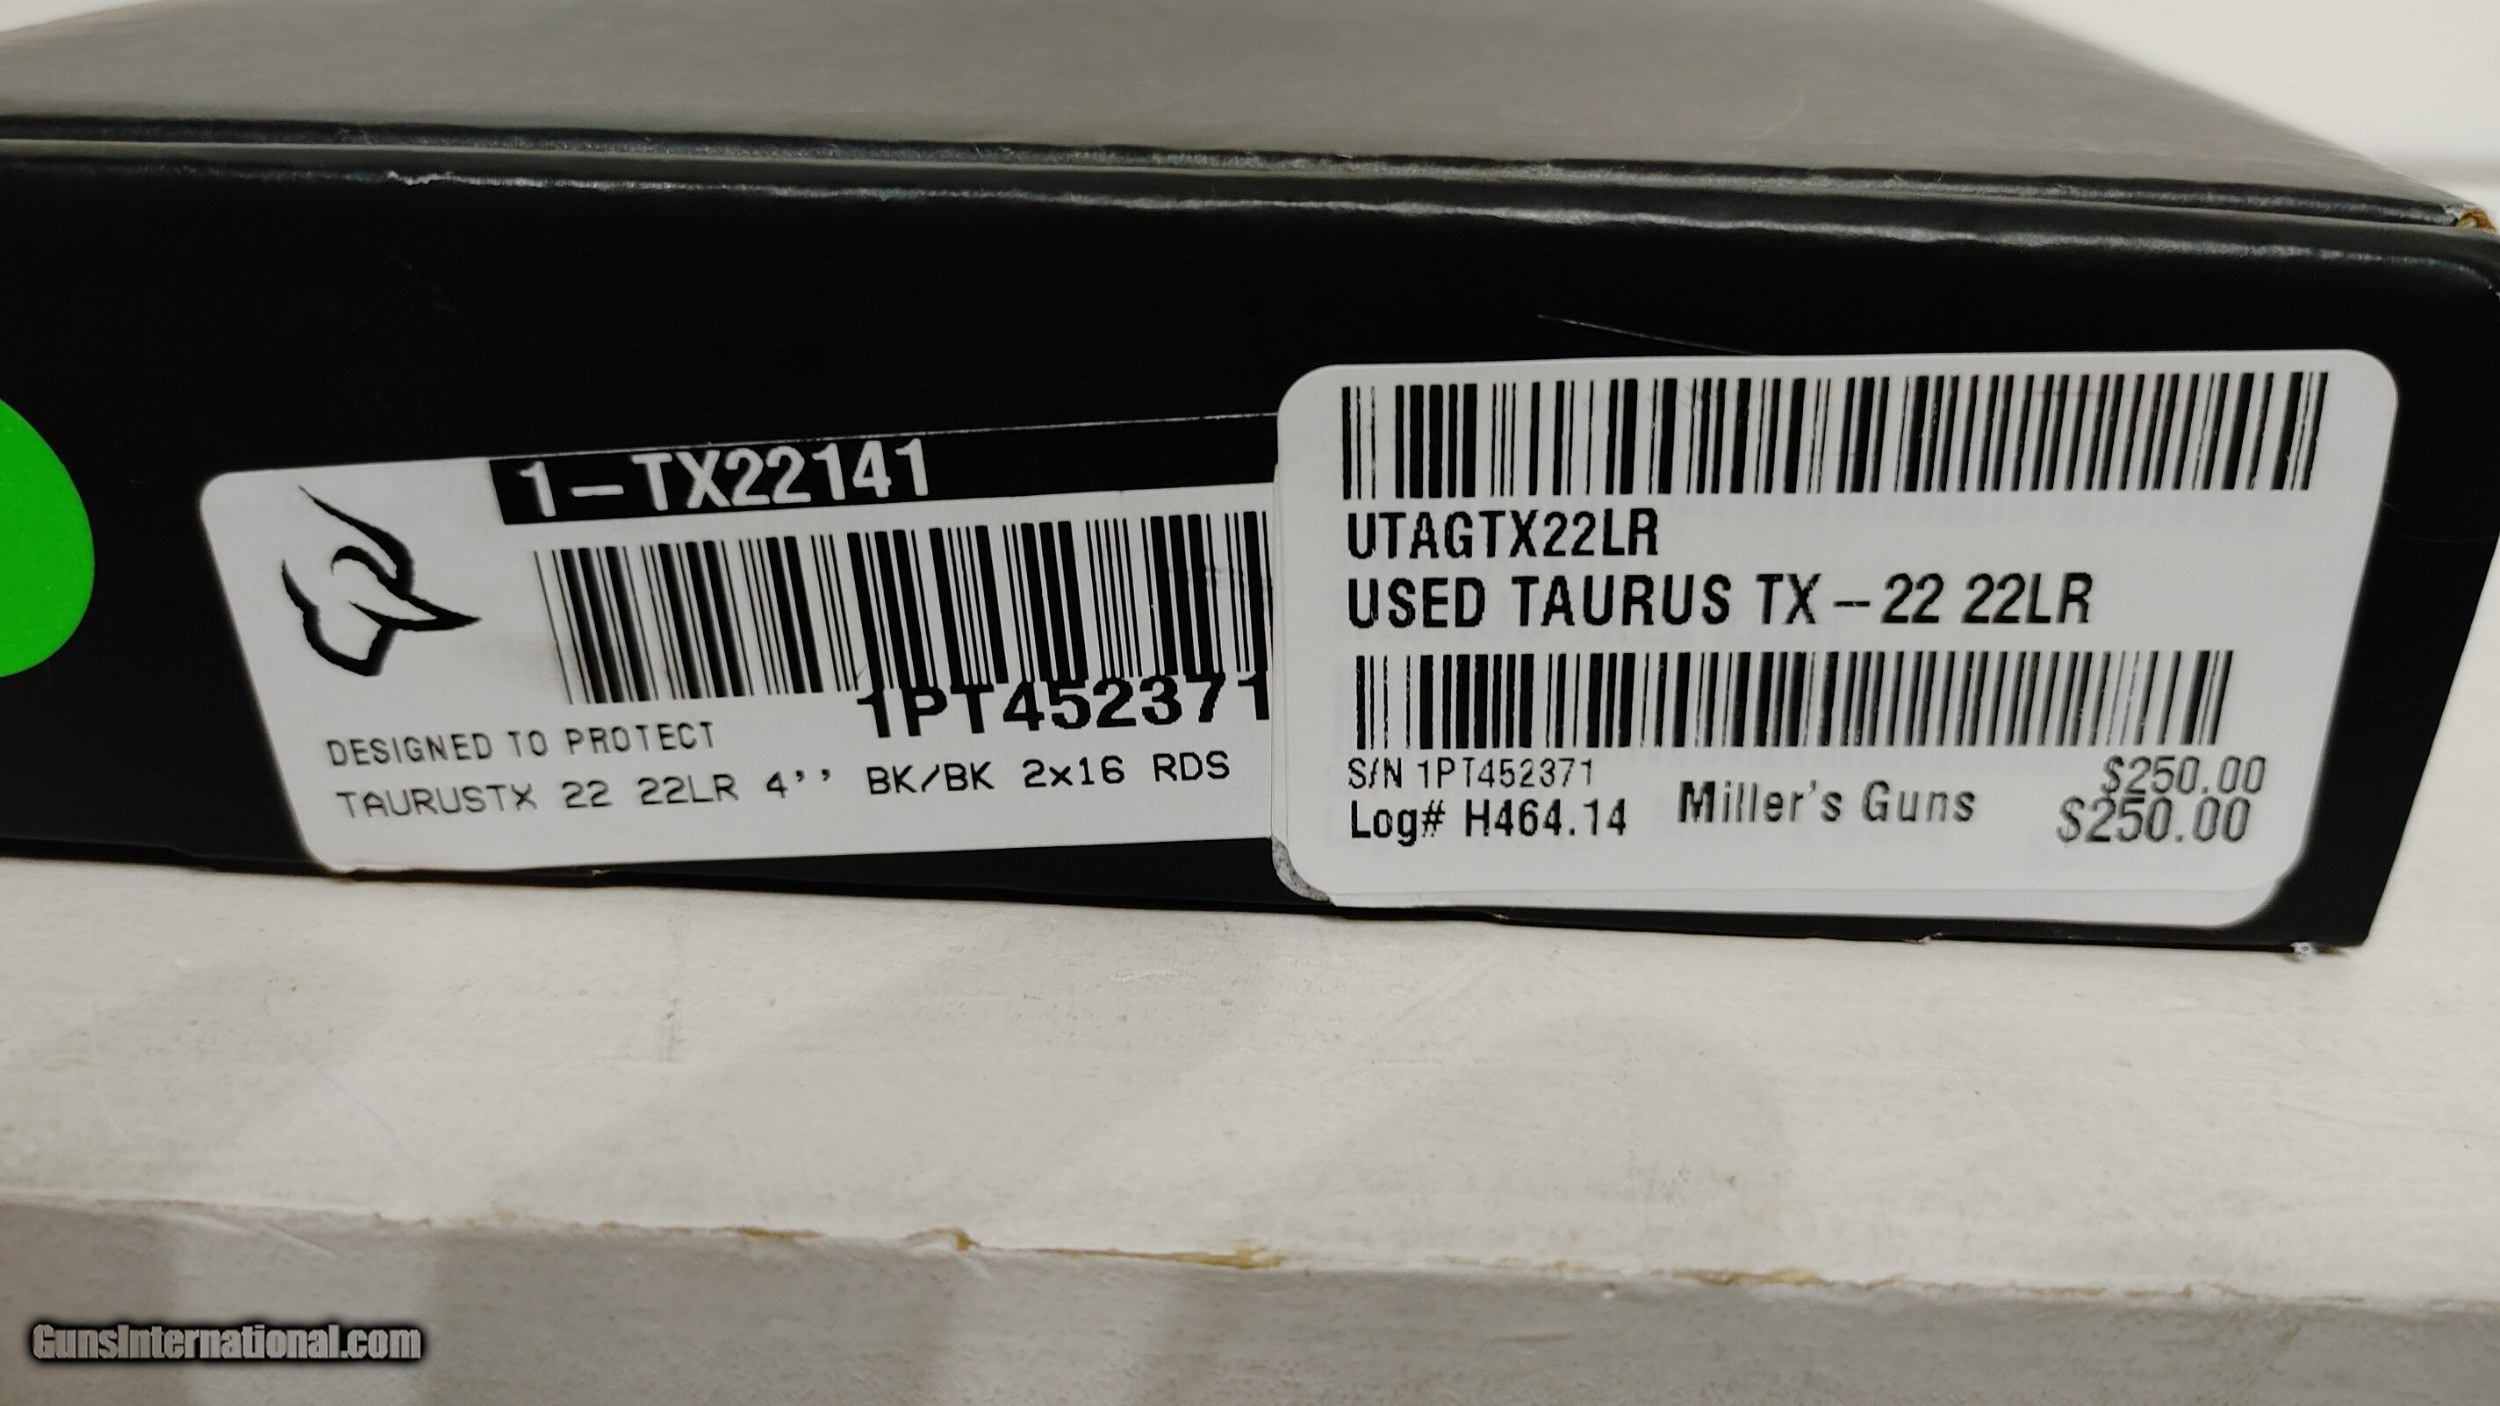 1-TX22141
1PT452371
DESIGNED TO PROTECT
TAURUSTX 22 22LR 4'' BK/BK 2x16 RDS
UTAGTX22LR
USED TAURUS TX-22 22LR
$250.00
S/N 1PT452371
Log# H464.14 Miller's Guns $250.00
GunsInternational.com